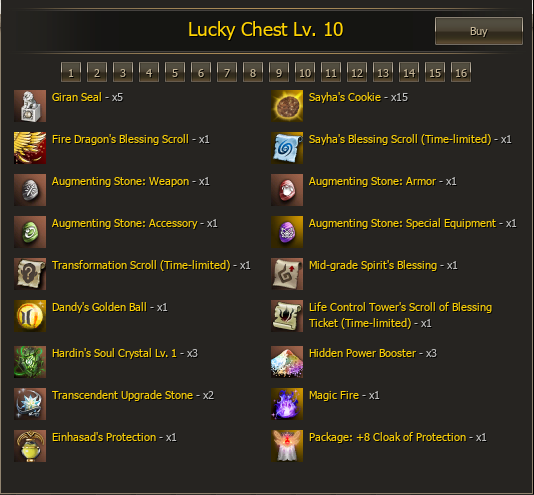 Lucky Chest Lv. 10
Buy
1 2 3 4 5 6 7 8 9 10 11 12 13 14 15 16
Giran Seal - x5
Sayha's Cookie - x15
Fire Dragon's Blessing Scroll - x1
Sayha's Blessing Scroll (Time-limited) - x1
Augmenting Stone: Weapon - x1
Augmenting Stone: Armor - x1
Augmenting Stone: Accessory - x1
Augmenting Stone: Special Equipment - x1
Transformation Scroll (Time-limited) - x1
Mid-grade Spirit's Blessing - x1
Dandy's Golden Ball - x1
Life Control Tower's Scroll of Blessing
Ticket (Time-limited) - x1
Hardin's Soul Crystal Lv. 1 - x3
Hidden Power Booster - x3
Transcendent Upgrade Stone - x2
Magic Fire - x1
Einhasad's Protection - x1
Package: +8 Cloak of Protection - x1